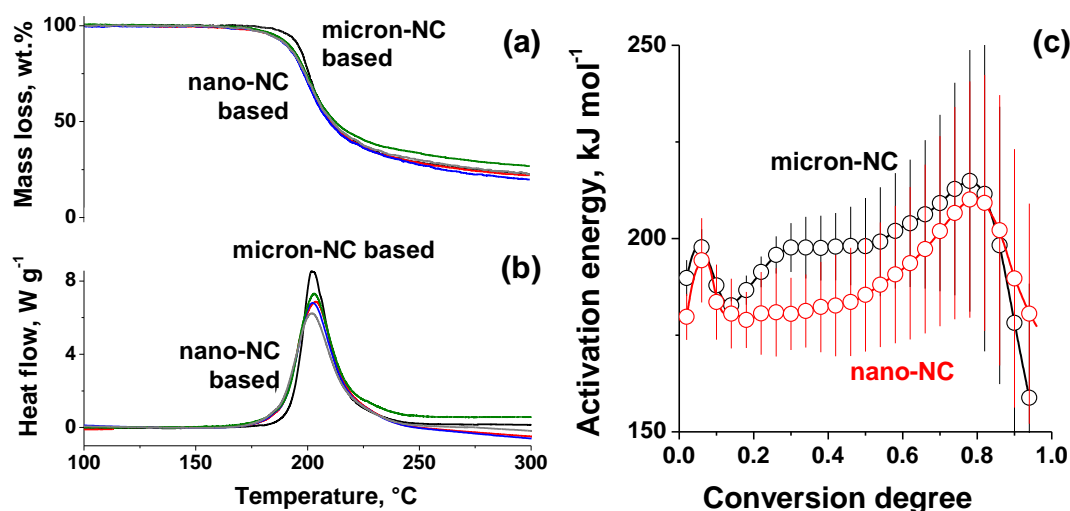 (a)
micron-NC
based
nano-NC
based
Mass loss, wt.%
100
50
0
(b)
micron-NC based
nano-NC
based
Heat flow, W g⁻¹
8
4
0
100 150 200 250 300
Temperature, °C
(c)
micron-NC
nano-NC
Activation energy, kJ mol⁻¹
250
200
150
0.0 0.2 0.4 0.6 0.8 1.0
Conversion degree